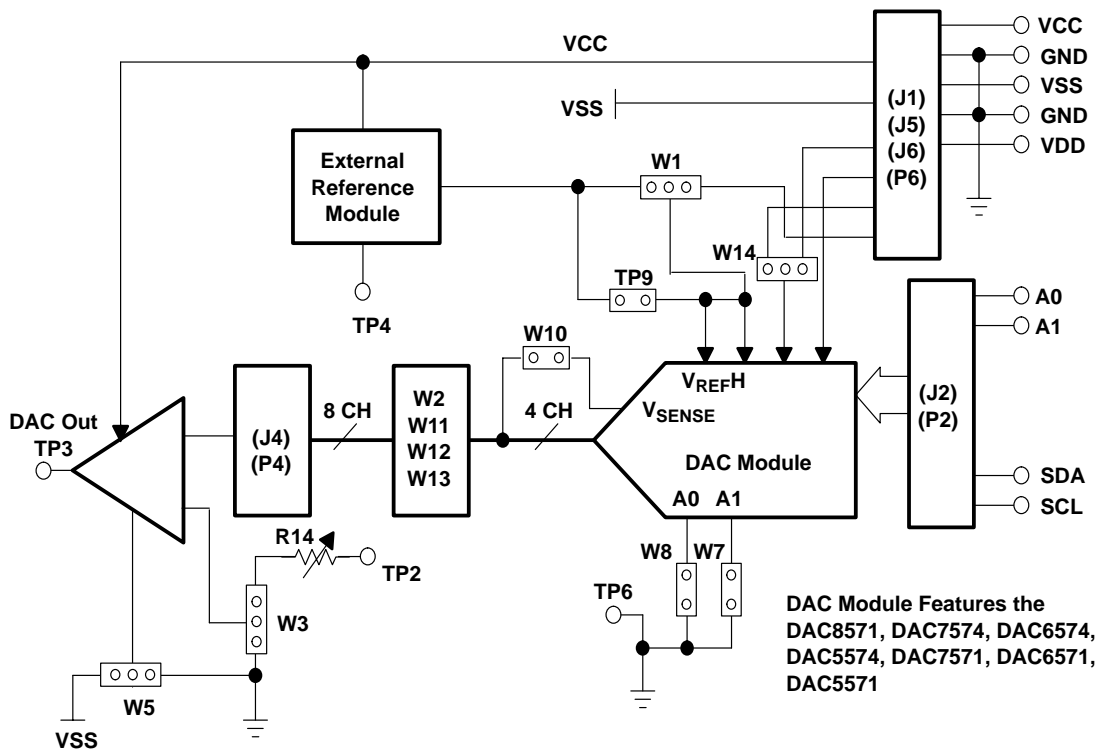 VCC
VCC
GND
VSS
GND
VDD
VSS
(J1)
(J5)
(J6)
(P6)
External
Reference
Module
W1
W14
TP9
TP4
W10
A0
A1
(J2)
(P2)
SDA
SCL
VREFH
VSENSE
DAC Module
A0 A1
4 CH
8 CH
W2
W11
W12
W13
(J4)
(P4)
DAC Out
TP3
R14
TP2
W3
W5
VSS
W8 W7
TP6
DAC Module Features the
DAC8571, DAC7574, DAC6574,
DAC5574, DAC7571, DAC6571,
DAC5571